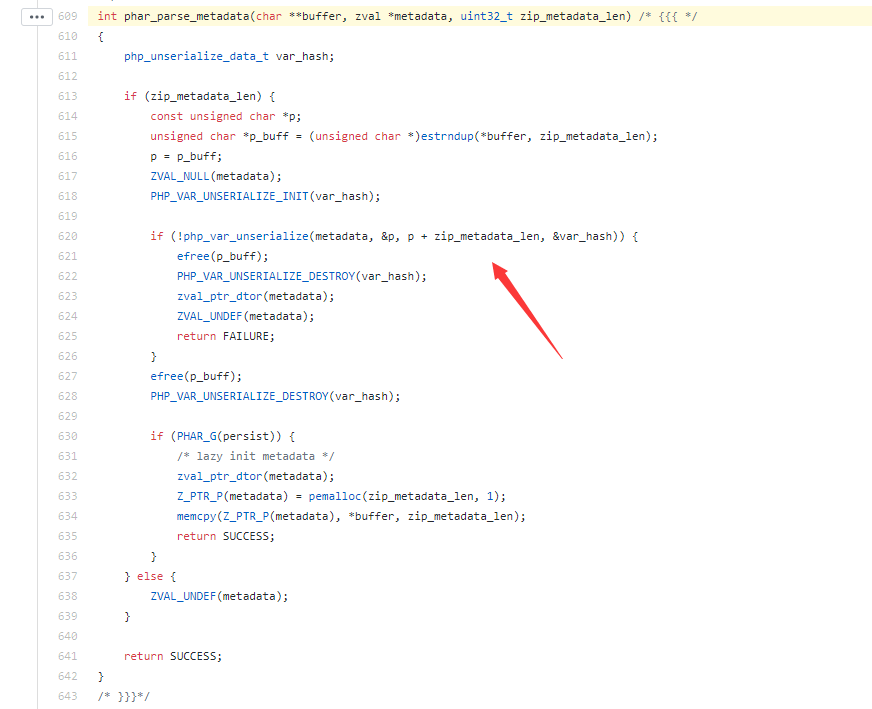 609 int phar_parse_metadata(char **buffer, zval *metadata, uint32_t zip_metadata_len) /* {{{ */
610 {
611     php_unserialize_data_t var_hash;
612
613     if (zip_metadata_len) {
614         const unsigned char *p;
615         unsigned char *p_buff = (unsigned char *)estrndup(*buffer, zip_metadata_len);
616         p = p_buff;
617         ZVAL_NULL(metadata);
618         PHP_VAR_UNSERIALIZE_INIT(var_hash);
619
620         if (!php_var_unserialize(metadata, &p, p + zip_metadata_len, &var_hash)) {
621             efree(p_buff);
622             PHP_VAR_UNSERIALIZE_DESTROY(var_hash);
623             zval_ptr_dtor(metadata);
624             ZVAL_UNDEF(metadata);
625             return FAILURE;
626         }
627         efree(p_buff);
628         PHP_VAR_UNSERIALIZE_DESTROY(var_hash);
629
630         if (PHAR_G(persist)) {
631             /* lazy init metadata */
632             zval_ptr_dtor(metadata);
633             Z_PTR_P(metadata) = pemalloc(zip_metadata_len, 1);
634             memcpy(Z_PTR_P(metadata), *buffer, zip_metadata_len);
635             return SUCCESS;
636         }
637     } else {
638         ZVAL_UNDEF(metadata);
639     }
640
641     return SUCCESS;
642 }
643 /* }}}*/